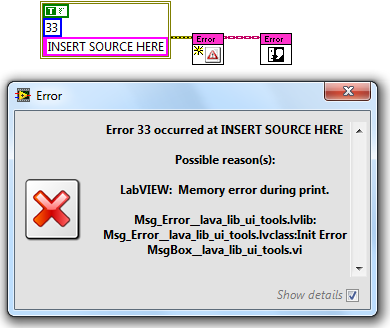 T
33
INSERT SOURCE HERE
Error
Error
Error
Error 33 occurred at INSERT SOURCE HERE
Possible reason(s):
LabVIEW: Memory error during print.
Msg_Error__lava_lib_ui_tools.lvlib:
Msg_Error__lava_lib_ui_tools.lvclass:Init Error
MsgBox__lava_lib_ui_tools.vi
Show details